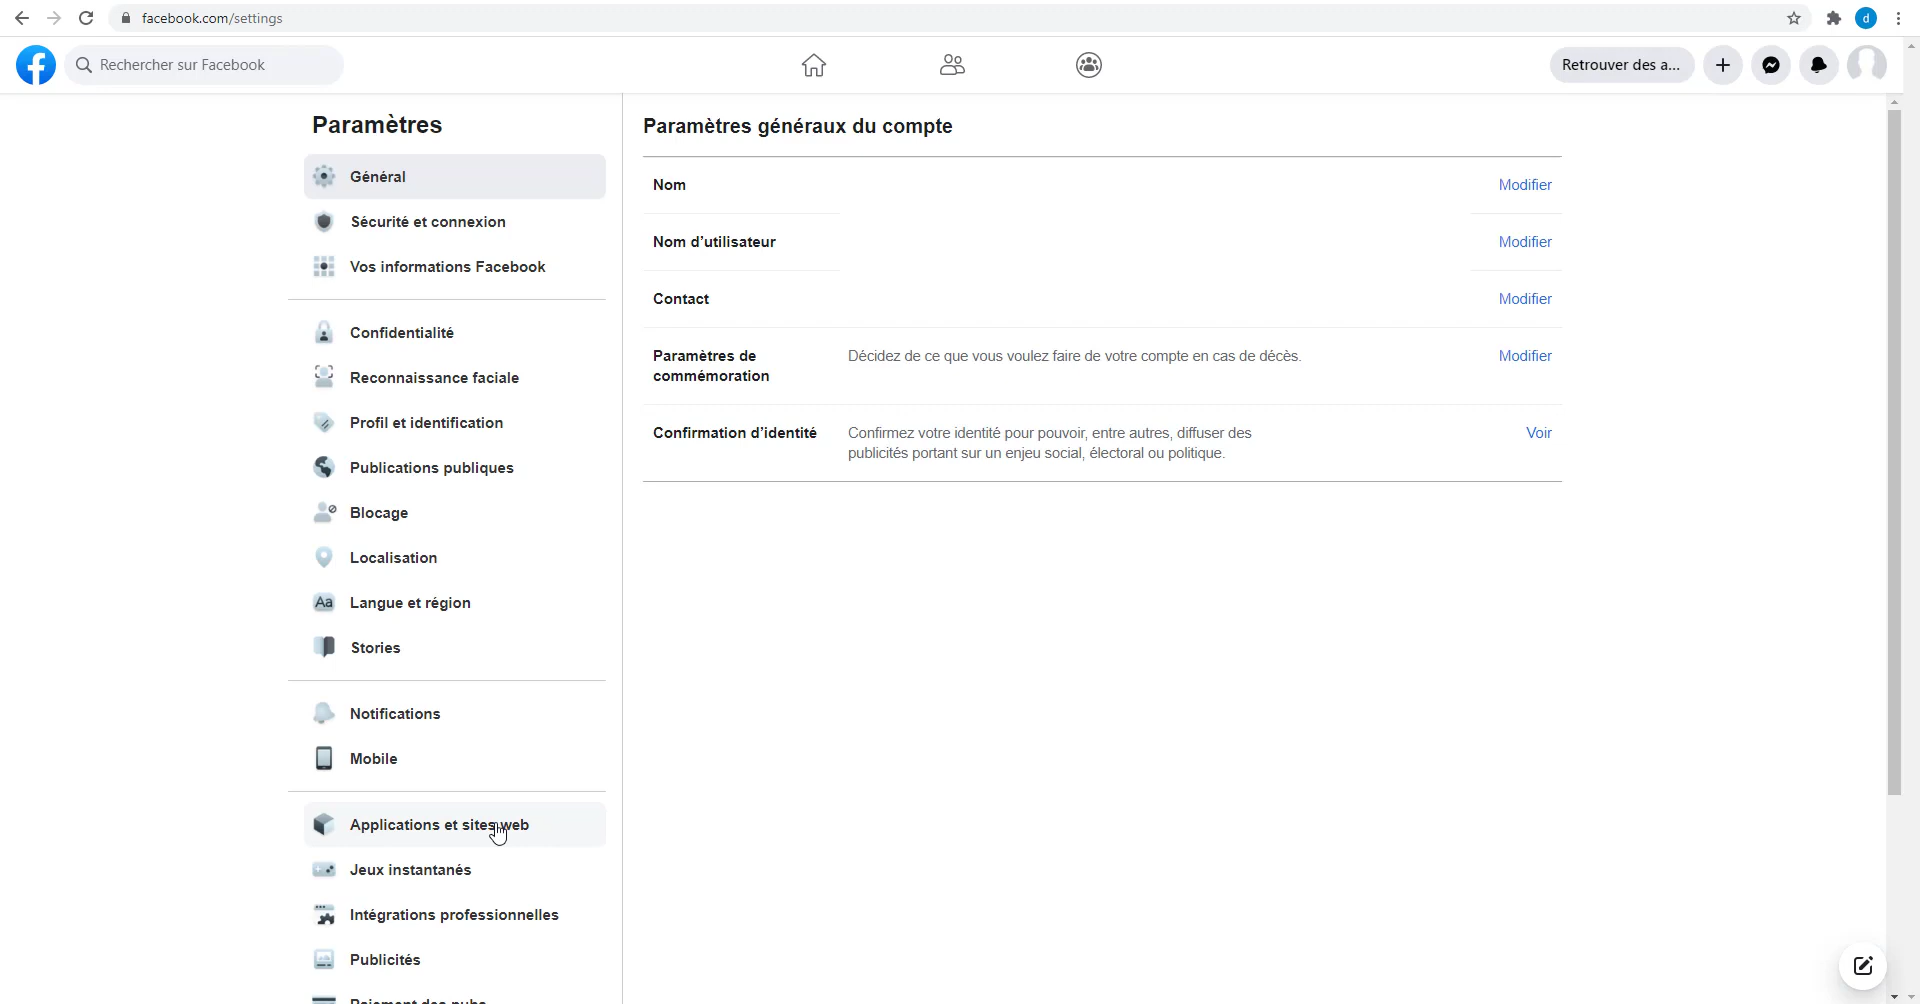 facebook.com/settings
d
Rechercher sur Facebook
Retrouver des a...
Paramètres
Général
Sécurité et connexion
Vos informations Facebook
Confidentialité
Reconnaissance faciale
Profil et identification
Publications publiques
Blocage
Localisation
Aa Langue et région
Stories
Notifications
Mobile
Applications et sites web
Jeux instantanés
Intégrations professionnelles
Publicités
Paramètres généraux du compte
Nom Modifier
Nom d’utilisateur Modifier
Contact Modifier
Paramètres de Décidez de ce que vous voulez faire de votre compte en cas de décès. Modifier
commémoration
Confirmation d’identité Confirmez votre identité pour pouvoir, entre autres, diffuser des Voir
publicités portant sur un enjeu social, électoral ou politique.